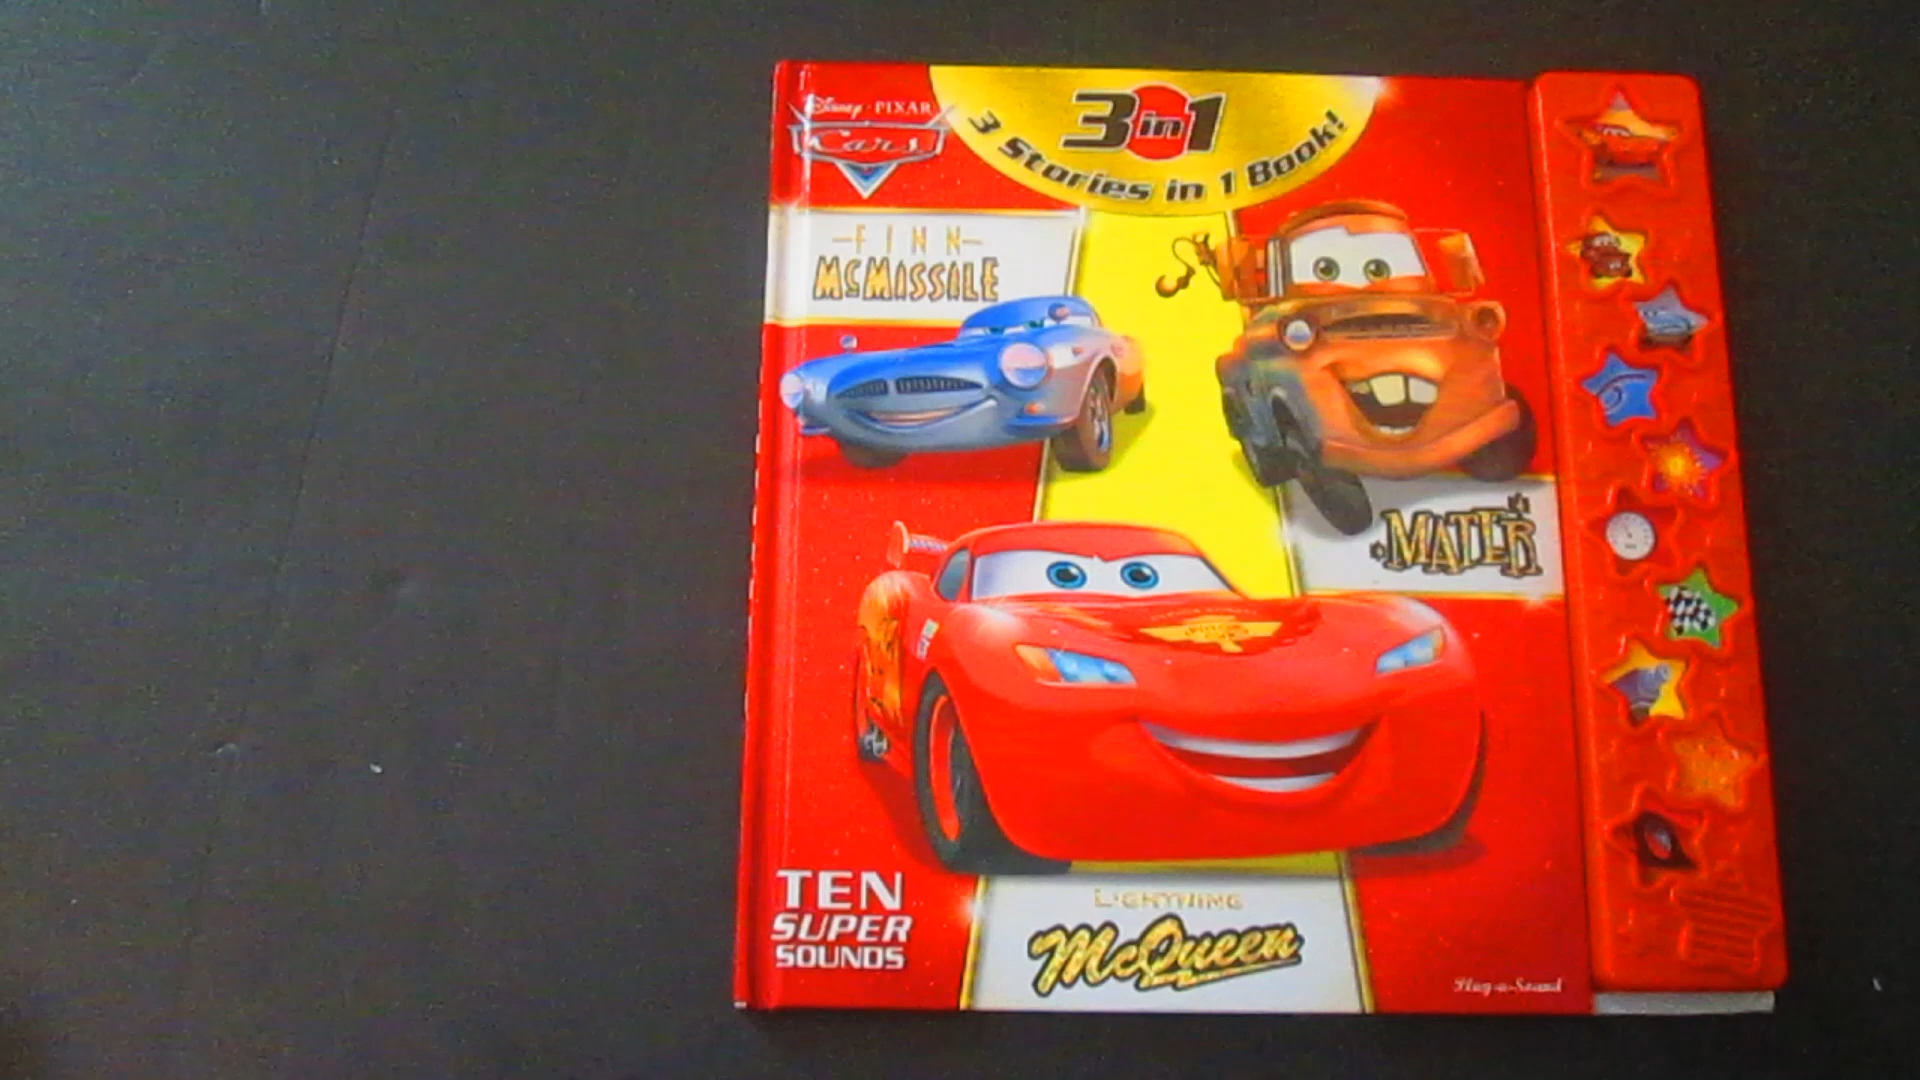 Disney · PIXAR
Cars
3 in 1
3 Stories in 1 Book!
FINN
McMISSILE
MATER
TEN
SUPER
SOUNDS
LIGHTNING
McQueen
Play-a-Sound